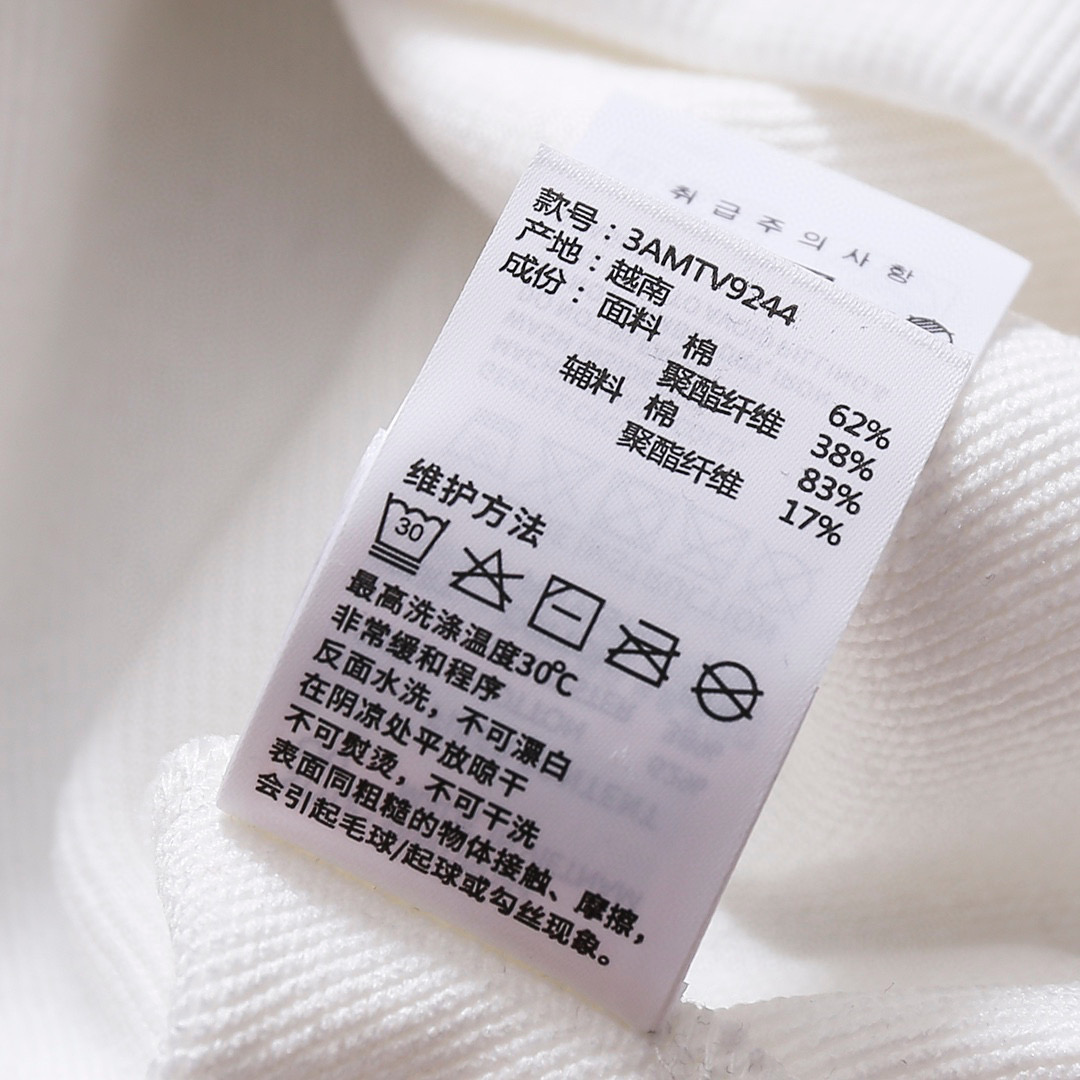 취급주의사항
款号：3AMTV9244
产地：越南
成份：面料 棉 62%
聚酯纤维 38%
辅料 棉 83%
聚酯纤维 17%
维护方法
30
最高洗涤温度30℃
非常缓和程序
反面水洗，不可漂白
在阴凉处平放晾干
不可熨烫，不可干洗
表面同粗糙的物体接触、摩擦，
会引起毛球/起球或勾丝现象。